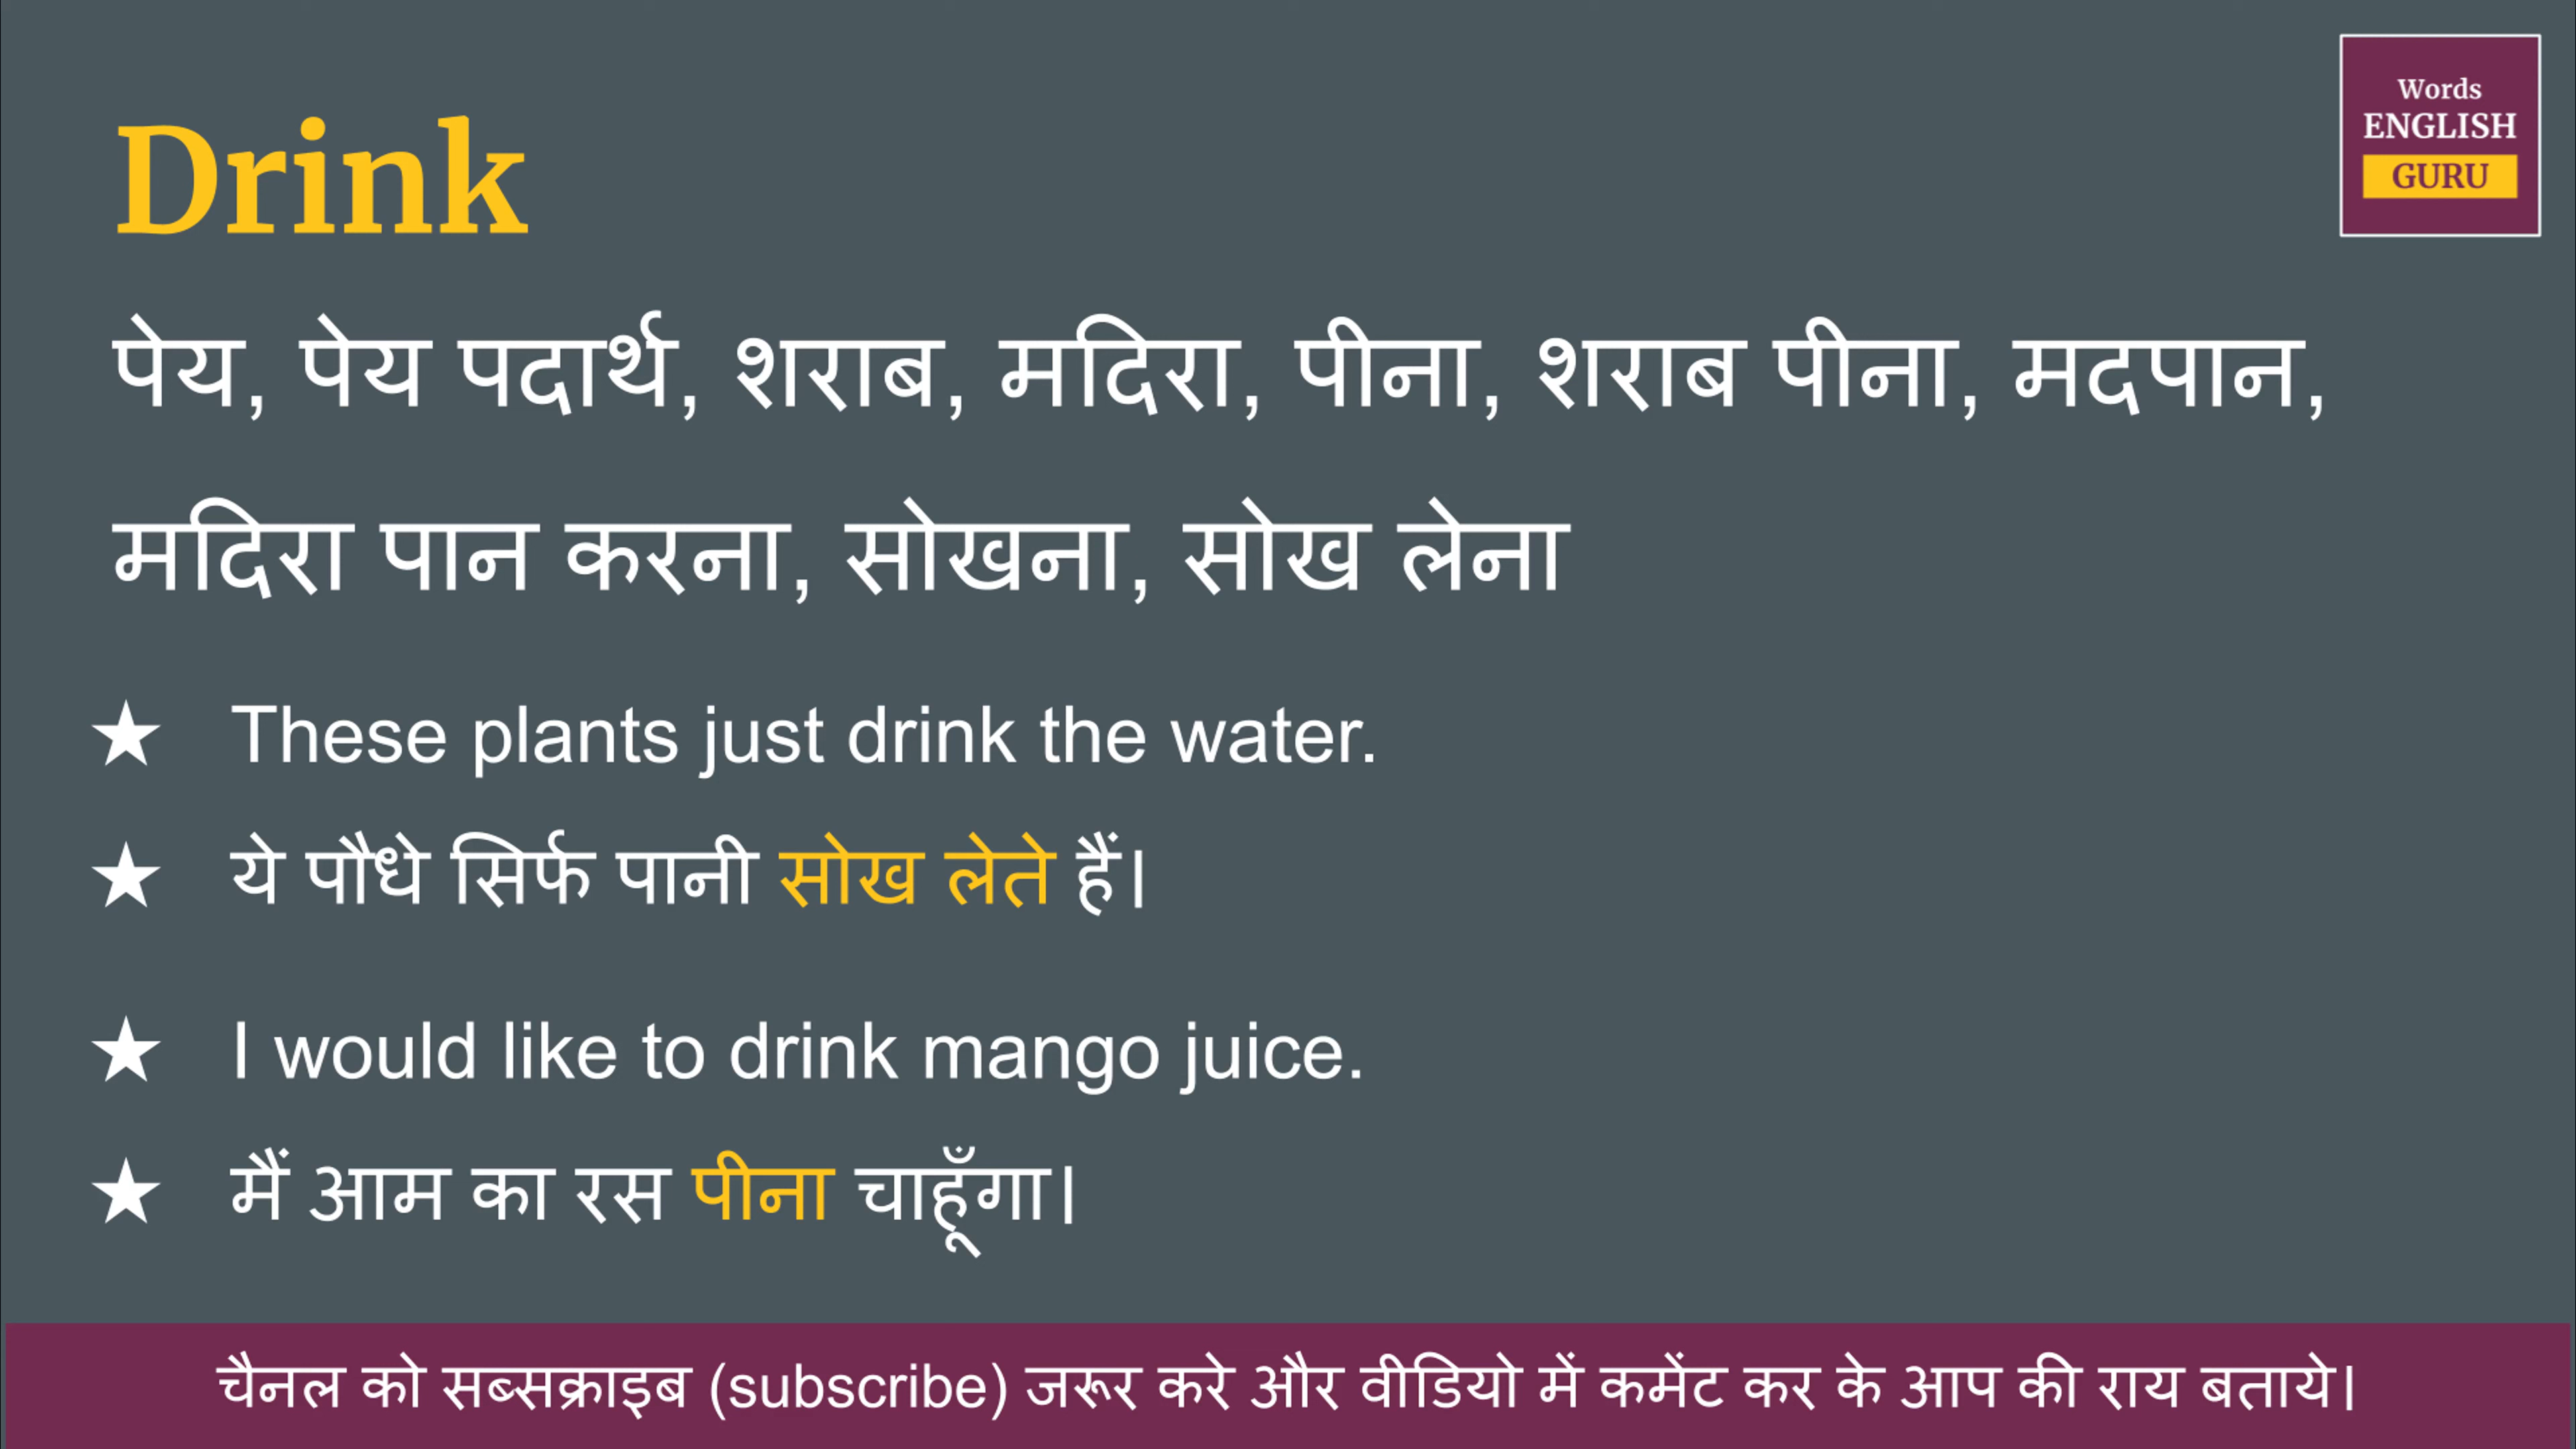 Words
ENGLISH
GURU
Drink
पेय, पेय पदार्थ, शराब, मदिरा, पीना, शराब पीना, मदपान,
मदिरा पान करना, सोखना, सोख लेना
★ These plants just drink the water.
★ ये पौधे सिर्फ पानी सोख लेते हैं।
★ I would like to drink mango juice.
★ मैं आम का रस पीना चाहूँगा।
चैनल को सब्सक्राइब (subscribe) जरूर करे और वीडियो में कमेंट कर के आप की राय बताये।